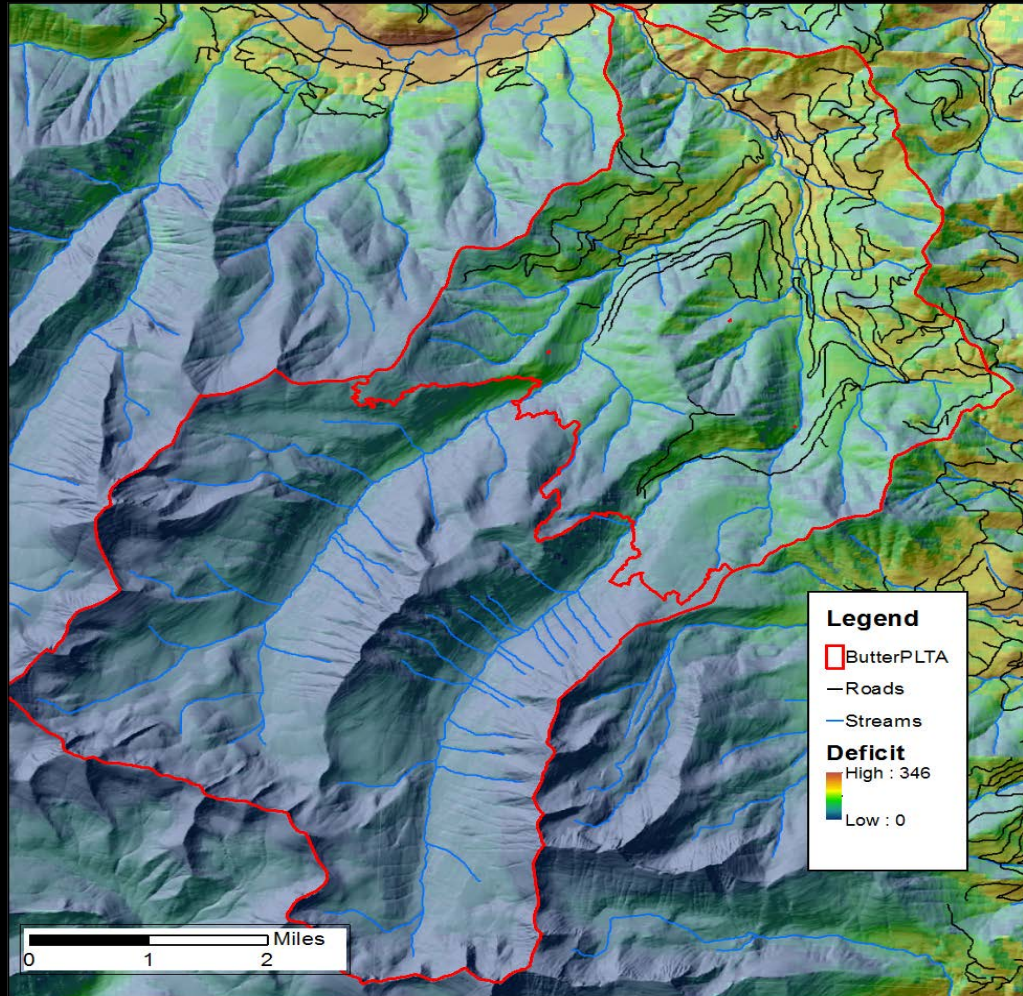 Legend
ButterPLTA
Roads
Streams
Deficit
High : 346
Low : 0
Miles
0 1 2